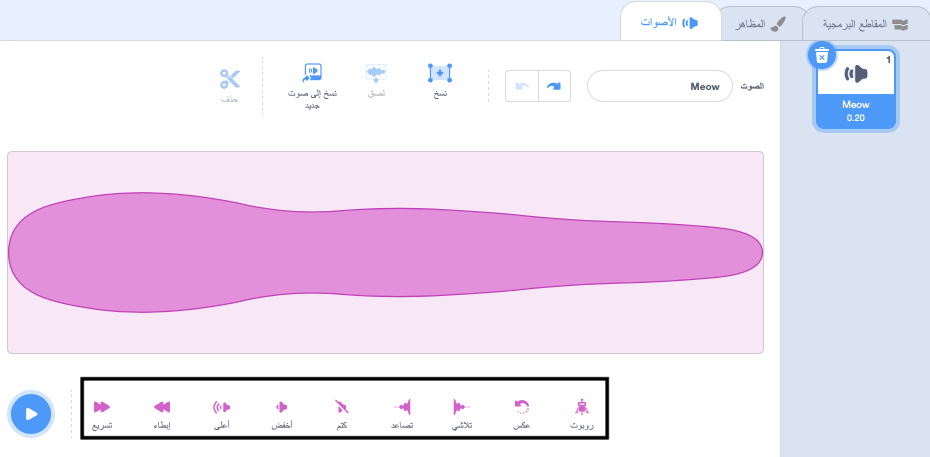 المقاطع البرمجية
المظاهر
الأصوات
1
Meow
0.20
الصوت
Meow
نسخ
لصق
نسخ إلى صوت
جديد
حذف
روبوت
عكس
تلاشي
تصاعد
كتم
أخفض
أعلى
إبطاء
تسريع